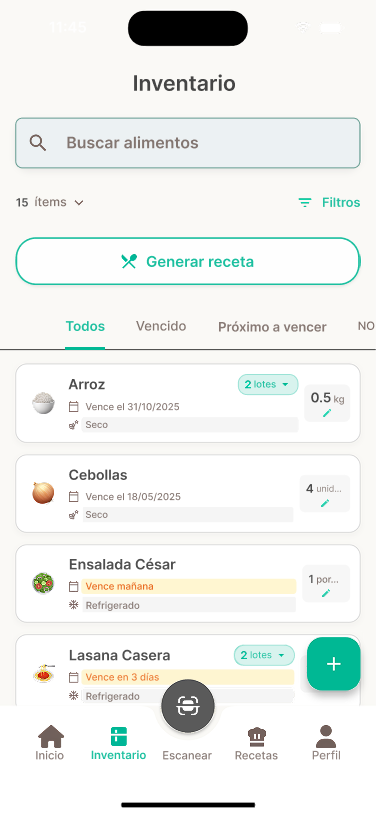 11:45
Inventario
Buscar alimentos
15 ítems
Filtros
Generar receta
Todos Vencido Próximo a vencer NO
Arroz
2 lotes
0.5 kg
Vence el 31/10/2025
Seco
Cebollas
4 unid...
Vence el 18/05/2025
Seco
Ensalada César
1 por...
Vence mañana
Refrigerado
Lasana Casera
2 lotes
Vence en 3 días
Refrigerado
Inicio Inventario Escanear Recetas Perfil